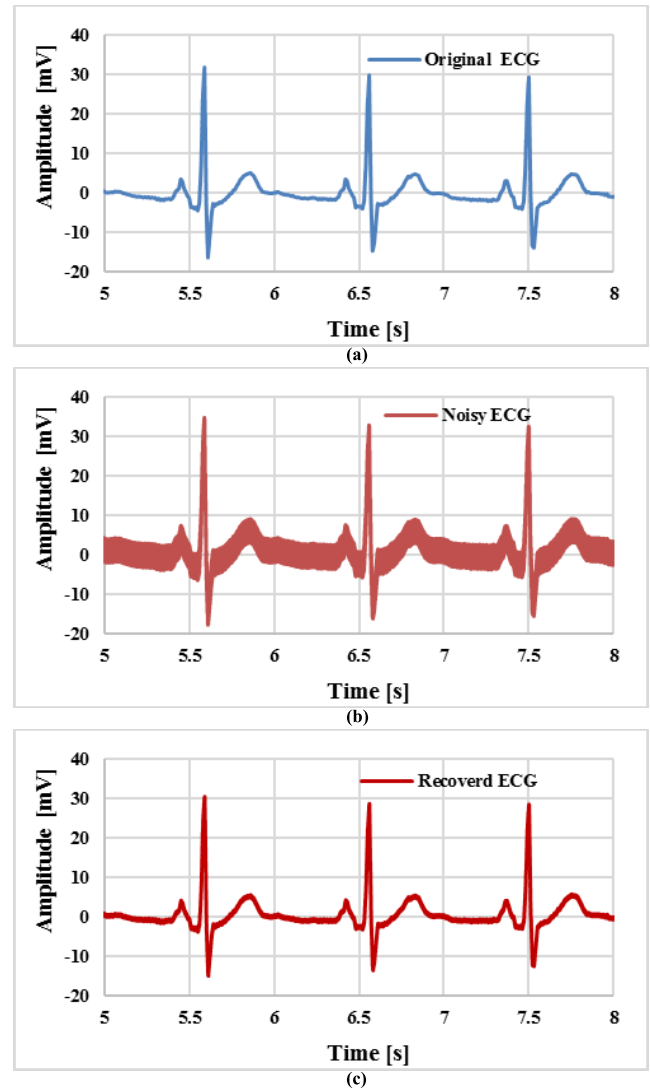 40
Original ECG
30
20
10
0
-10
-20
Amplitude [mV]
5 5.5 6 6.5 7 7.5 8
Time [s]
(a)
40
Noisy ECG
30
20
10
0
-10
-20
Amplitude [mV]
5 5.5 6 6.5 7 7.5 8
Time [s]
(b)
40
Recoverd ECG
30
20
10
0
-10
-20
Amplitude [mV]
5 5.5 6 6.5 7 7.5 8
Time [s]
(c)